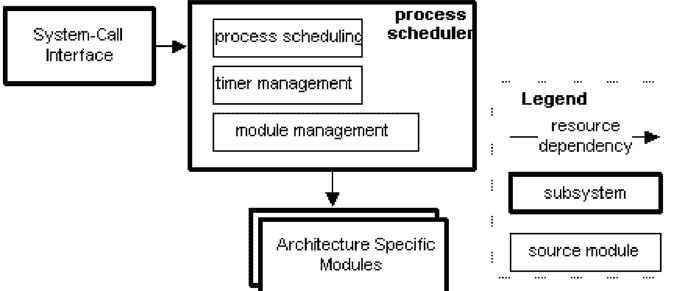 System-Call
Interface
process
scheduler
process scheduling
timer management
module management
Architecture Specific
Modules
Legend
resource
dependency
subsystem
source module